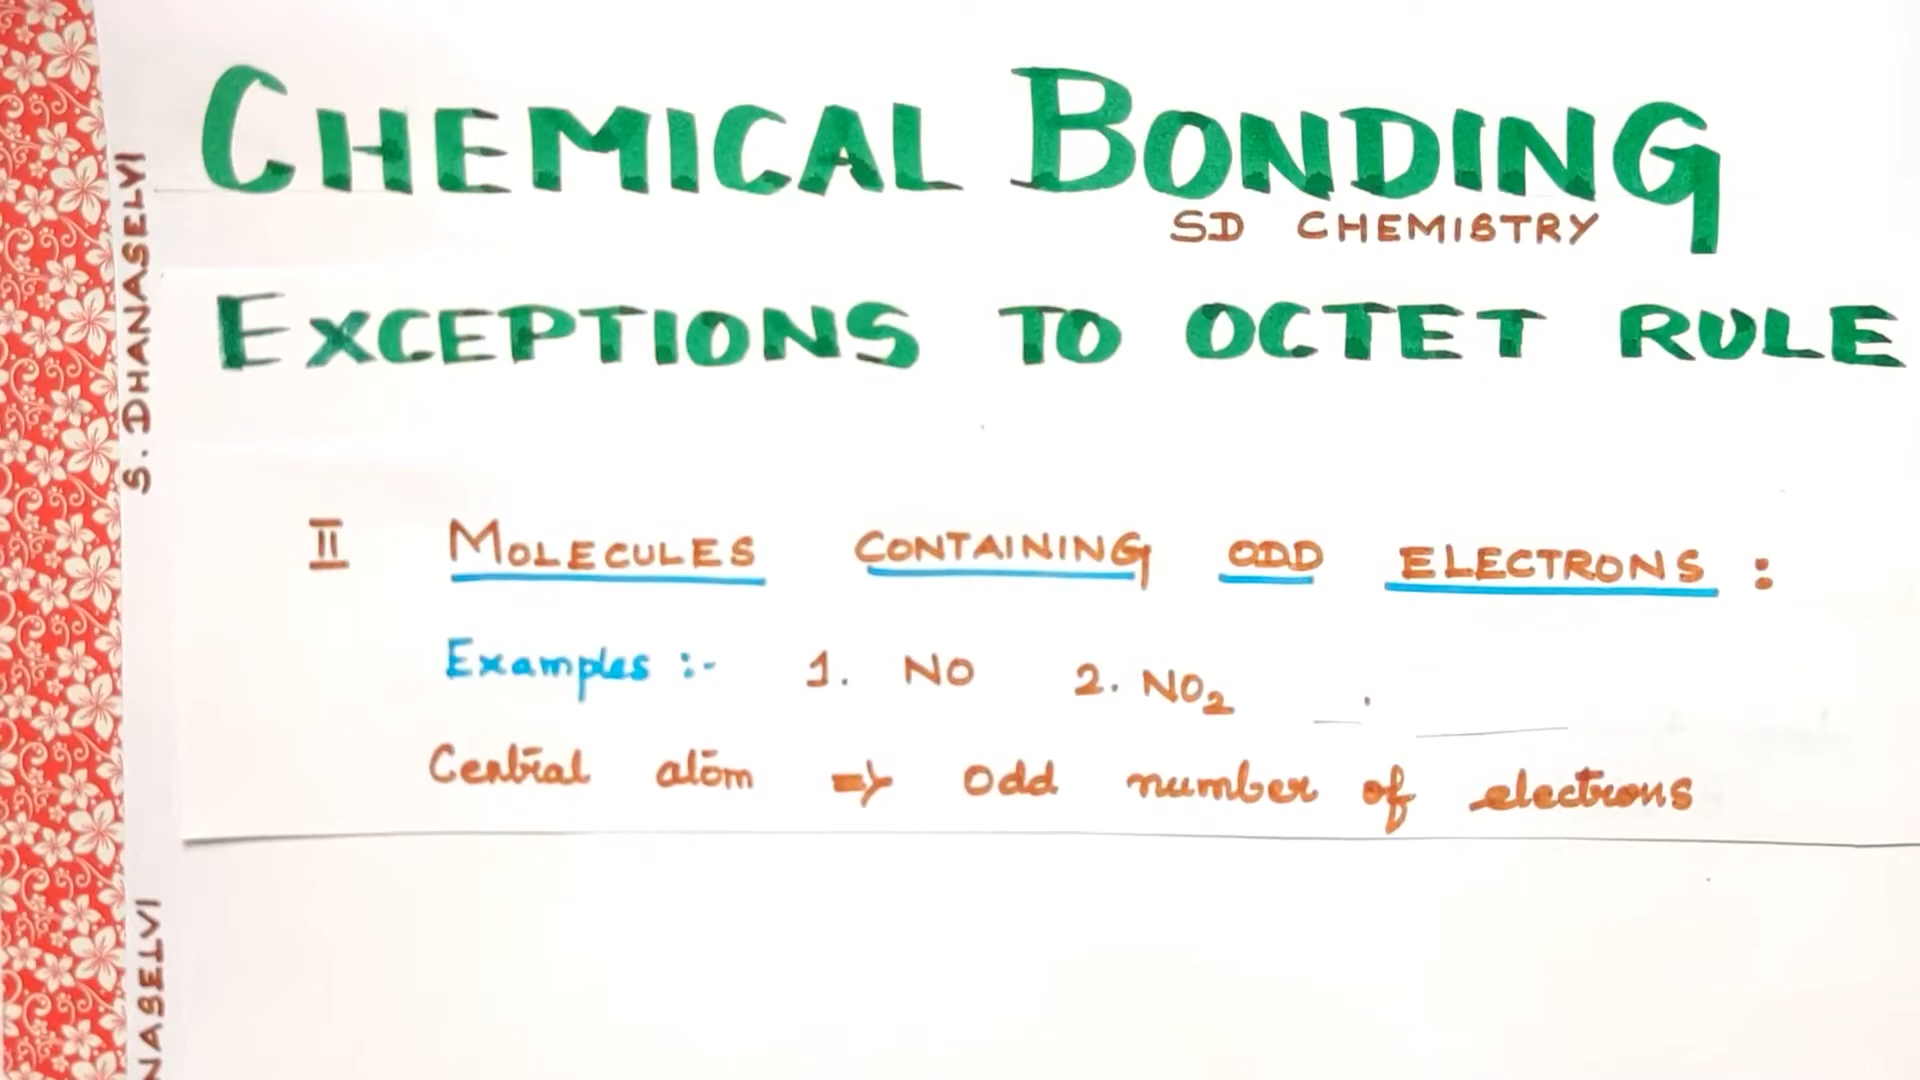 CHEMICAL BONDING
SD CHEMISTRY
EXCEPTIONS TO OCTET RULE
S. DHANASELVI
II MOLECULES CONTAINING ODD ELECTRONS :
Examples :- 1. NO 2. NO₂
Central atom ⇒ Odd number of electrons
NASELVI